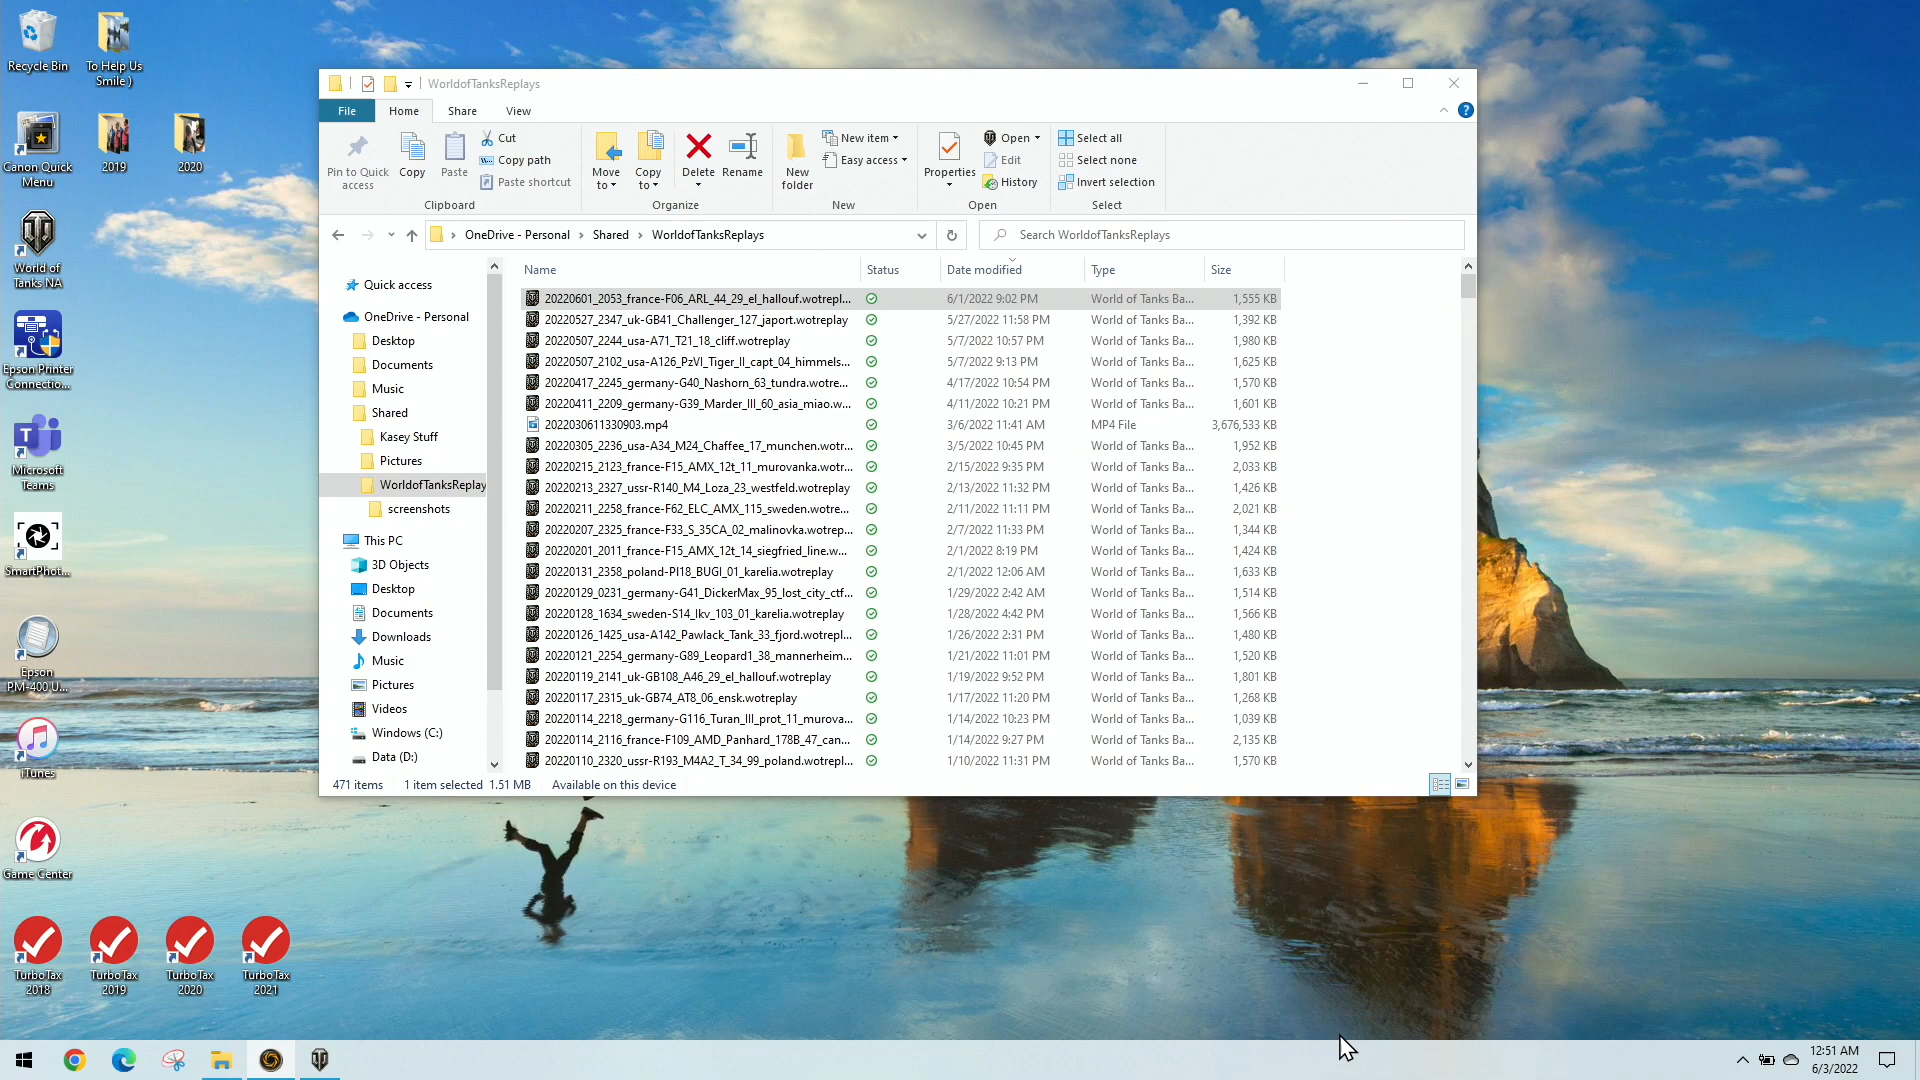 Recycle Bin
To Help Us
Smile )
Canon Quick
Menu
2019
2020
World of
Tanks NA
Epson Printer
Connectio...
Microsoft
Teams
SmartPhot...
Epson
PM-400 U...
iTunes
Game Center
TurboTax
2018
TurboTax
2019
TurboTax
2020
TurboTax
2021
WorldofTanksReplays
File
Home
Share
View
Pin to Quick
access
Copy
Paste
Cut
Copy path
Paste shortcut
Clipboard
Move
to
Copy
to
Delete
Rename
Organize
New
folder
New item
Easy access
New
Properties
Open
Edit
History
Open
Select all
Select none
Invert selection
Select
OneDrive - Personal > Shared > WorldofTanksReplays
Search WorldofTanksReplays
Quick access
OneDrive - Personal
Desktop
Documents
Music
Shared
Kasey Stuff
Pictures
WorldofTanksReplay
screenshots
This PC
3D Objects
Desktop
Documents
Downloads
Music
Pictures
Videos
Windows (C:)
Data (D:)
Name Status Date modified Type Size
20220601_2053_france-F06_ARL_44_29_el_hallouf.wotrepl... 6/1/2022 9:02 PM World of Tanks Ba... 1,555 KB
20220527_2347_uk-GB41_Challenger_127_japort.wotreplay 5/27/2022 11:58 PM World of Tanks Ba... 1,392 KB
20220507_2244_usa-A71_T21_18_cliff.wotreplay 5/7/2022 10:57 PM World of Tanks Ba... 1,980 KB
20220507_2102_usa-A126_PzVI_Tiger_II_capt_04_himmels... 5/7/2022 9:13 PM World of Tanks Ba... 1,625 KB
20220417_2245_germany-G40_Nashorn_63_tundra.wotre... 4/17/2022 10:54 PM World of Tanks Ba... 1,570 KB
20220411_2209_germany-G39_Marder_III_60_asia_miao.w... 4/11/2022 10:21 PM World of Tanks Ba... 1,601 KB
2022030611330903.mp4 3/6/2022 11:41 AM MP4 File 3,676,533 KB
20220305_2236_usa-A34_M24_Chaffee_17_munchen.wotr... 3/5/2022 10:45 PM World of Tanks Ba... 1,952 KB
20220215_2123_france-F15_AMX_12t_11_murovanka.wotr... 2/15/2022 9:35 PM World of Tanks Ba... 2,033 KB
20220213_2327_ussr-R140_M4_Loza_23_westfeld.wotreplay 2/13/2022 11:32 PM World of Tanks Ba... 1,426 KB
20220211_2258_france-F62_ELC_AMX_115_sweden.wotre... 2/11/2022 11:11 PM World of Tanks Ba... 2,021 KB
20220207_2325_france-F33_S_35CA_02_malinovka.wotrep... 2/7/2022 11:33 PM World of Tanks Ba... 1,344 KB
20220201_2011_france-F15_AMX_12t_14_siegfried_line.w... 2/1/2022 8:19 PM World of Tanks Ba... 1,424 KB
20220131_2358_poland-Pl18_BUGI_01_karelia.wotreplay 2/1/2022 12:06 AM World of Tanks Ba... 1,633 KB
20220129_0231_germany-G41_DickerMax_95_lost_city_ctf... 1/29/2022 2:42 AM World of Tanks Ba... 1,514 KB
20220128_1634_sweden-S14_Ikv_103_01_karelia.wotreplay 1/28/2022 4:42 PM World of Tanks Ba... 1,566 KB
20220126_1425_usa-A142_Pawlack_Tank_33_fjord.wotrepl... 1/26/2022 2:31 PM World of Tanks Ba... 1,480 KB
20220121_2254_germany-G89_Leopard1_38_mannerheim... 1/21/2022 11:01 PM World of Tanks Ba... 1,520 KB
20220119_2141_uk-GB108_A46_29_el_hallouf.wotreplay 1/19/2022 9:52 PM World of Tanks Ba... 1,801 KB
20220117_2315_uk-GB74_AT8_06_ensk.wotreplay 1/17/2022 11:20 PM World of Tanks Ba... 1,268 KB
20220114_2218_germany-G116_Turan_III_prot_11_murova... 1/14/2022 10:23 PM World of Tanks Ba... 1,039 KB
20220114_2116_france-F109_AMD_Panhard_178B_47_can... 1/14/2022 9:27 PM World of Tanks Ba... 2,135 KB
20220110_2320_ussr-R193_M4A2_T_34_99_poland.wotrepl... 1/10/2022 11:31 PM World of Tanks Ba... 1,570 KB
471 items 1 item selected 1.51 MB Available on this device
12:51 AM
6/3/2022